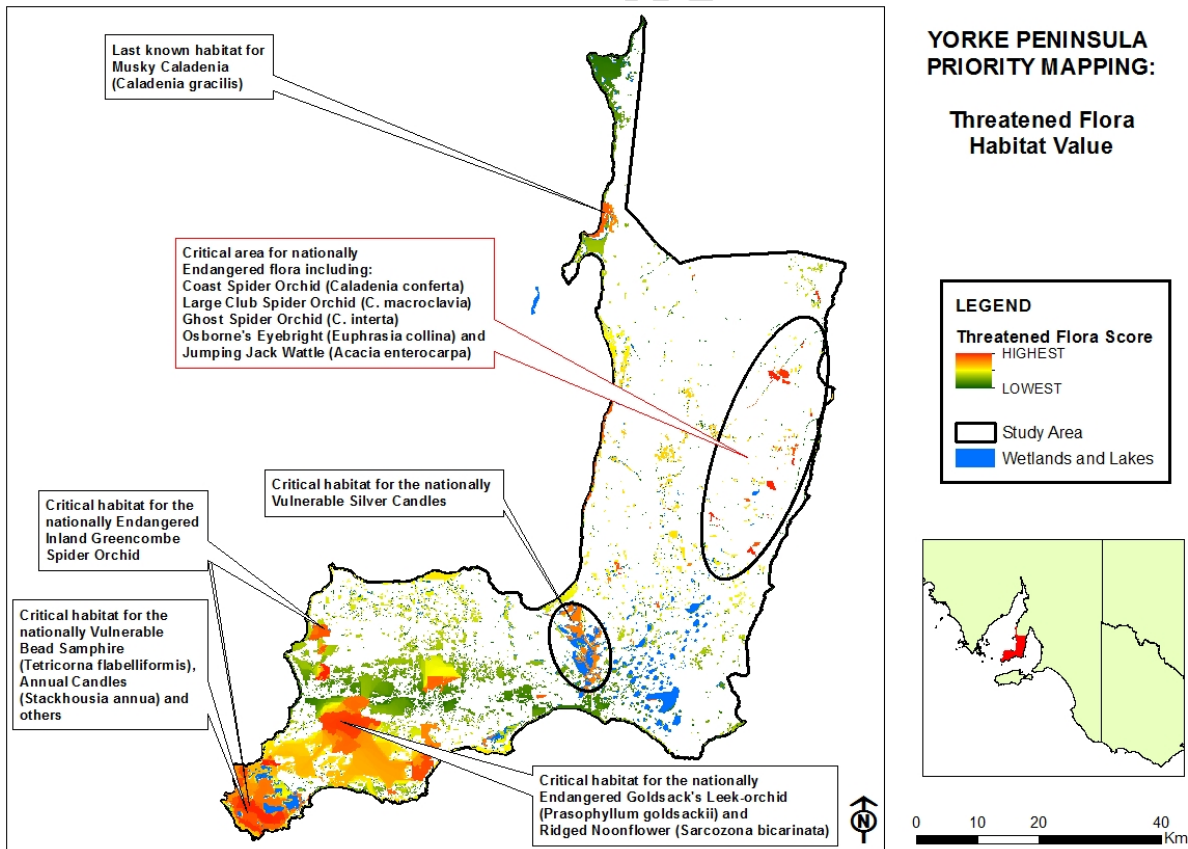 YORKE PENINSULA
PRIORITY MAPPING:
Threatened Flora
Habitat Value
Last known habitat for
Musky Caladenia
(Caladenia gracilis)
Critical area for nationally
Endangered flora including:
Coast Spider Orchid (Caladenia conferta)
Large Club Spider Orchid (C. macroclavia)
Ghost Spider Orchid (C. interta)
Osborne's Eyebright (Euphrasia collina) and
Jumping Jack Wattle (Acacia enterocarpa)
Critical habitat for the nationally
Vulnerable Silver Candles
Critical habitat for the
nationally Endangered
Inland Greencombe
Spider Orchid
Critical habitat for the
nationally Vulnerable
Bead Samphire
(Tetricorna flabelliformis),
Annual Candles
(Stackhousia annua) and
others
Critical habitat for the nationally
Endangered Goldsack's Leek-orchid
(Prasophyllum goldsackii) and
Ridged Noonflower (Sarcozona bicarinata)
N
LEGEND
Threatened Flora Score
HIGHEST
LOWEST
Study Area
Wetlands and Lakes
0 10 20 40
Km